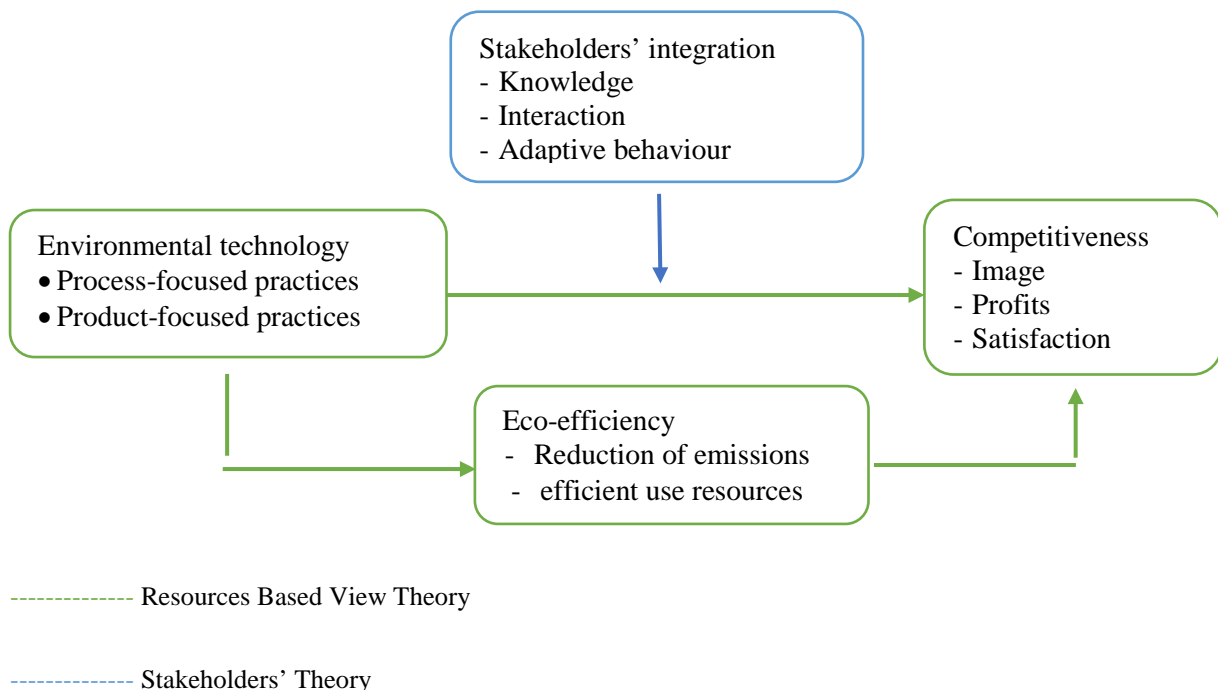 Stakeholders’ integration
- Knowledge
- Interaction
- Adaptive behaviour
Environmental technology
• Process-focused practices
• Product-focused practices
Competitiveness
- Image
- Profits
- Satisfaction
Eco-efficiency
- Reduction of emissions
- efficient use resources
Resources Based View Theory
Stakeholders’ Theory